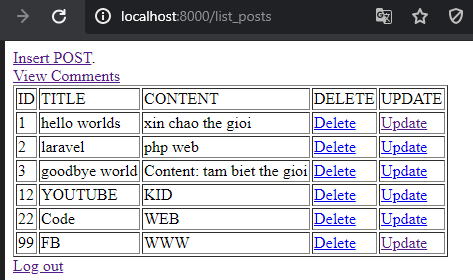 localhost:8000/list_posts
Insert POST.
View Comments
ID TITLE CONTENT DELETE UPDATE
1 hello worlds xin chao the gioi Delete Update
2 laravel php web Delete Update
3 goodbye world Content: tam biet the gioi Delete Update
12 YOUTUBE KID Delete Update
22 Code WEB Delete Update
99 FB WWW Delete Update
Log out